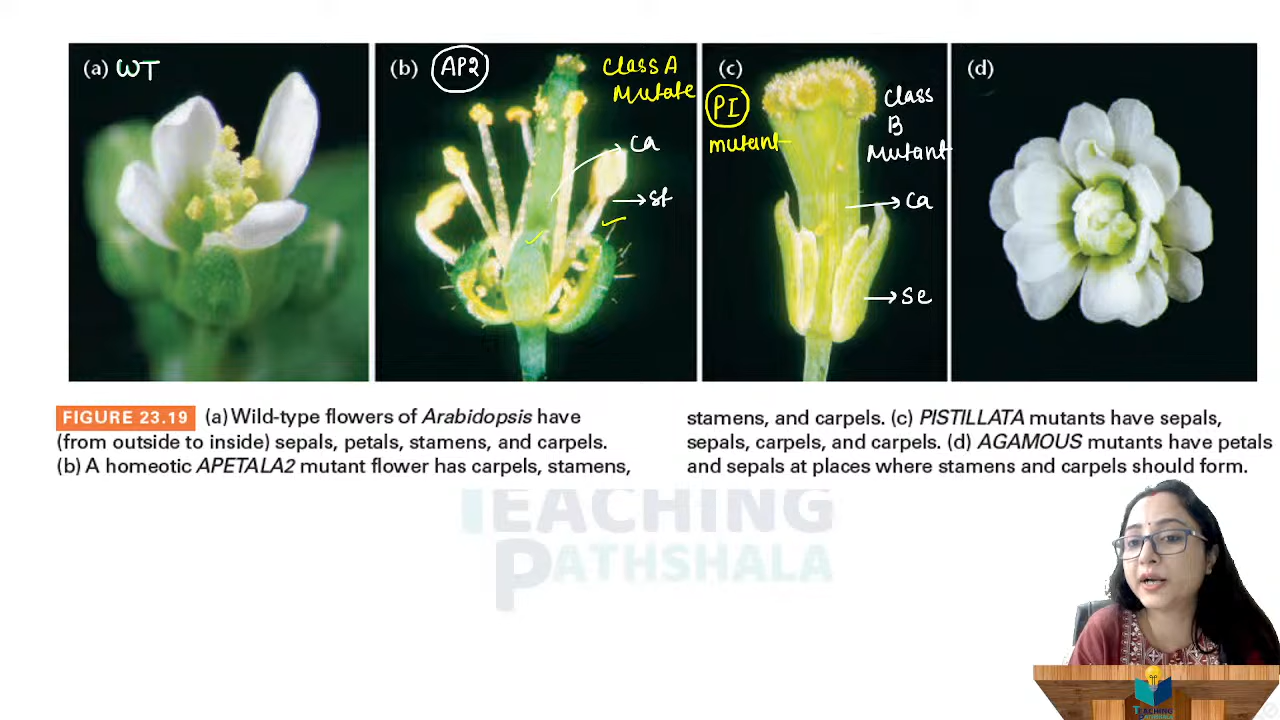 (a) WT
(b) AP2
Class A
Mutate
ca
st
(c)
PI
mutant
Class
B
Mutant
ca
se
(d)
FIGURE 23.19 (a) Wild-type flowers of Arabidopsis have
(from outside to inside) sepals, petals, stamens, and carpels.
(b) A homeotic APETALA2 mutant flower has carpels, stamens,
stamens, and carpels. (c) PISTILLATA mutants have sepals,
sepals, carpels, and carpels. (d) AGAMOUS mutants have petals
and sepals at places where stamens and carpels should form.
TEACHING
PATHSHALA
TEACHING
PATHSHALA